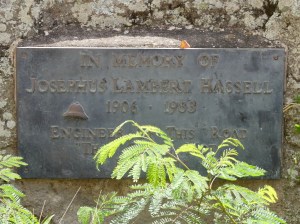 IN MEMORY OF
JOSEPHUS LAMBERT HASSELL
1906 - 1983
ENGINEER THIS ROAD